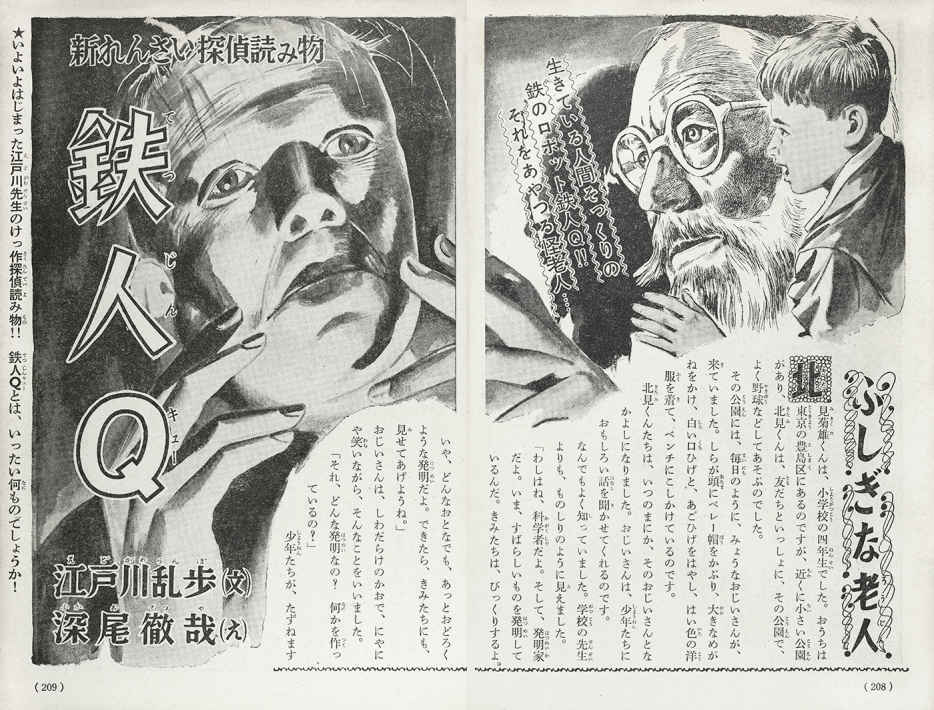 ふしぎな老人
北見菊雄くんは、小学校の四年生でした。おうちは
東京の豊島区にあるのですが、近くに小さい公園
があり、北見くんは、友だちといっしょに、その公園で、
よく野球などしてあそぶのでした。
その公園には、毎日のように、みょうなおじいさんが、
来ていました。しらが頭にベレー帽をかぶり、大きなめが
ねをかけ、白い口ひげと、あごひげをはやし、はい色の洋
服を着て、ベンチにこしかけているのです。
北見くんたちは、いつのまにか、そのおじいさんとな
かよしになりました。おじいさんは、少年たちに
おもしろい話を聞かせてくれるのです。
なんでもよく知っていました。学校の先生
よりも、ものしりのように見えました。
「わしはね、科学者だよ。そして、発明家
だよ。いま、すばらしいものを発明して
いるんだ。きみたちは、びっくりするよ。
生きている人間そっくりの
鉄のロボット鉄人Q!!
それをあやつる怪老人…
(208)
いや、どんなおとなでも、あっとおどろく
ような発明だよ。できたら、きみたちにも、
見せてあげようね。」
おじいさんは、しわだらけのかおで、にやに
や笑いながら、そんなことをいいました。
「それ、どんな発明なの? 何かを作っ
ているの?」
少年たちが、たずねます
新れんさい探偵読み物
鉄人Q
てつじんキュー
江戸川乱歩(文)
深尾徹哉(え)
★いよいよはじまった江戸川先生のけっ作探偵読み物!! 鉄人Qとは、いったい何ものでしょうか!
(209)